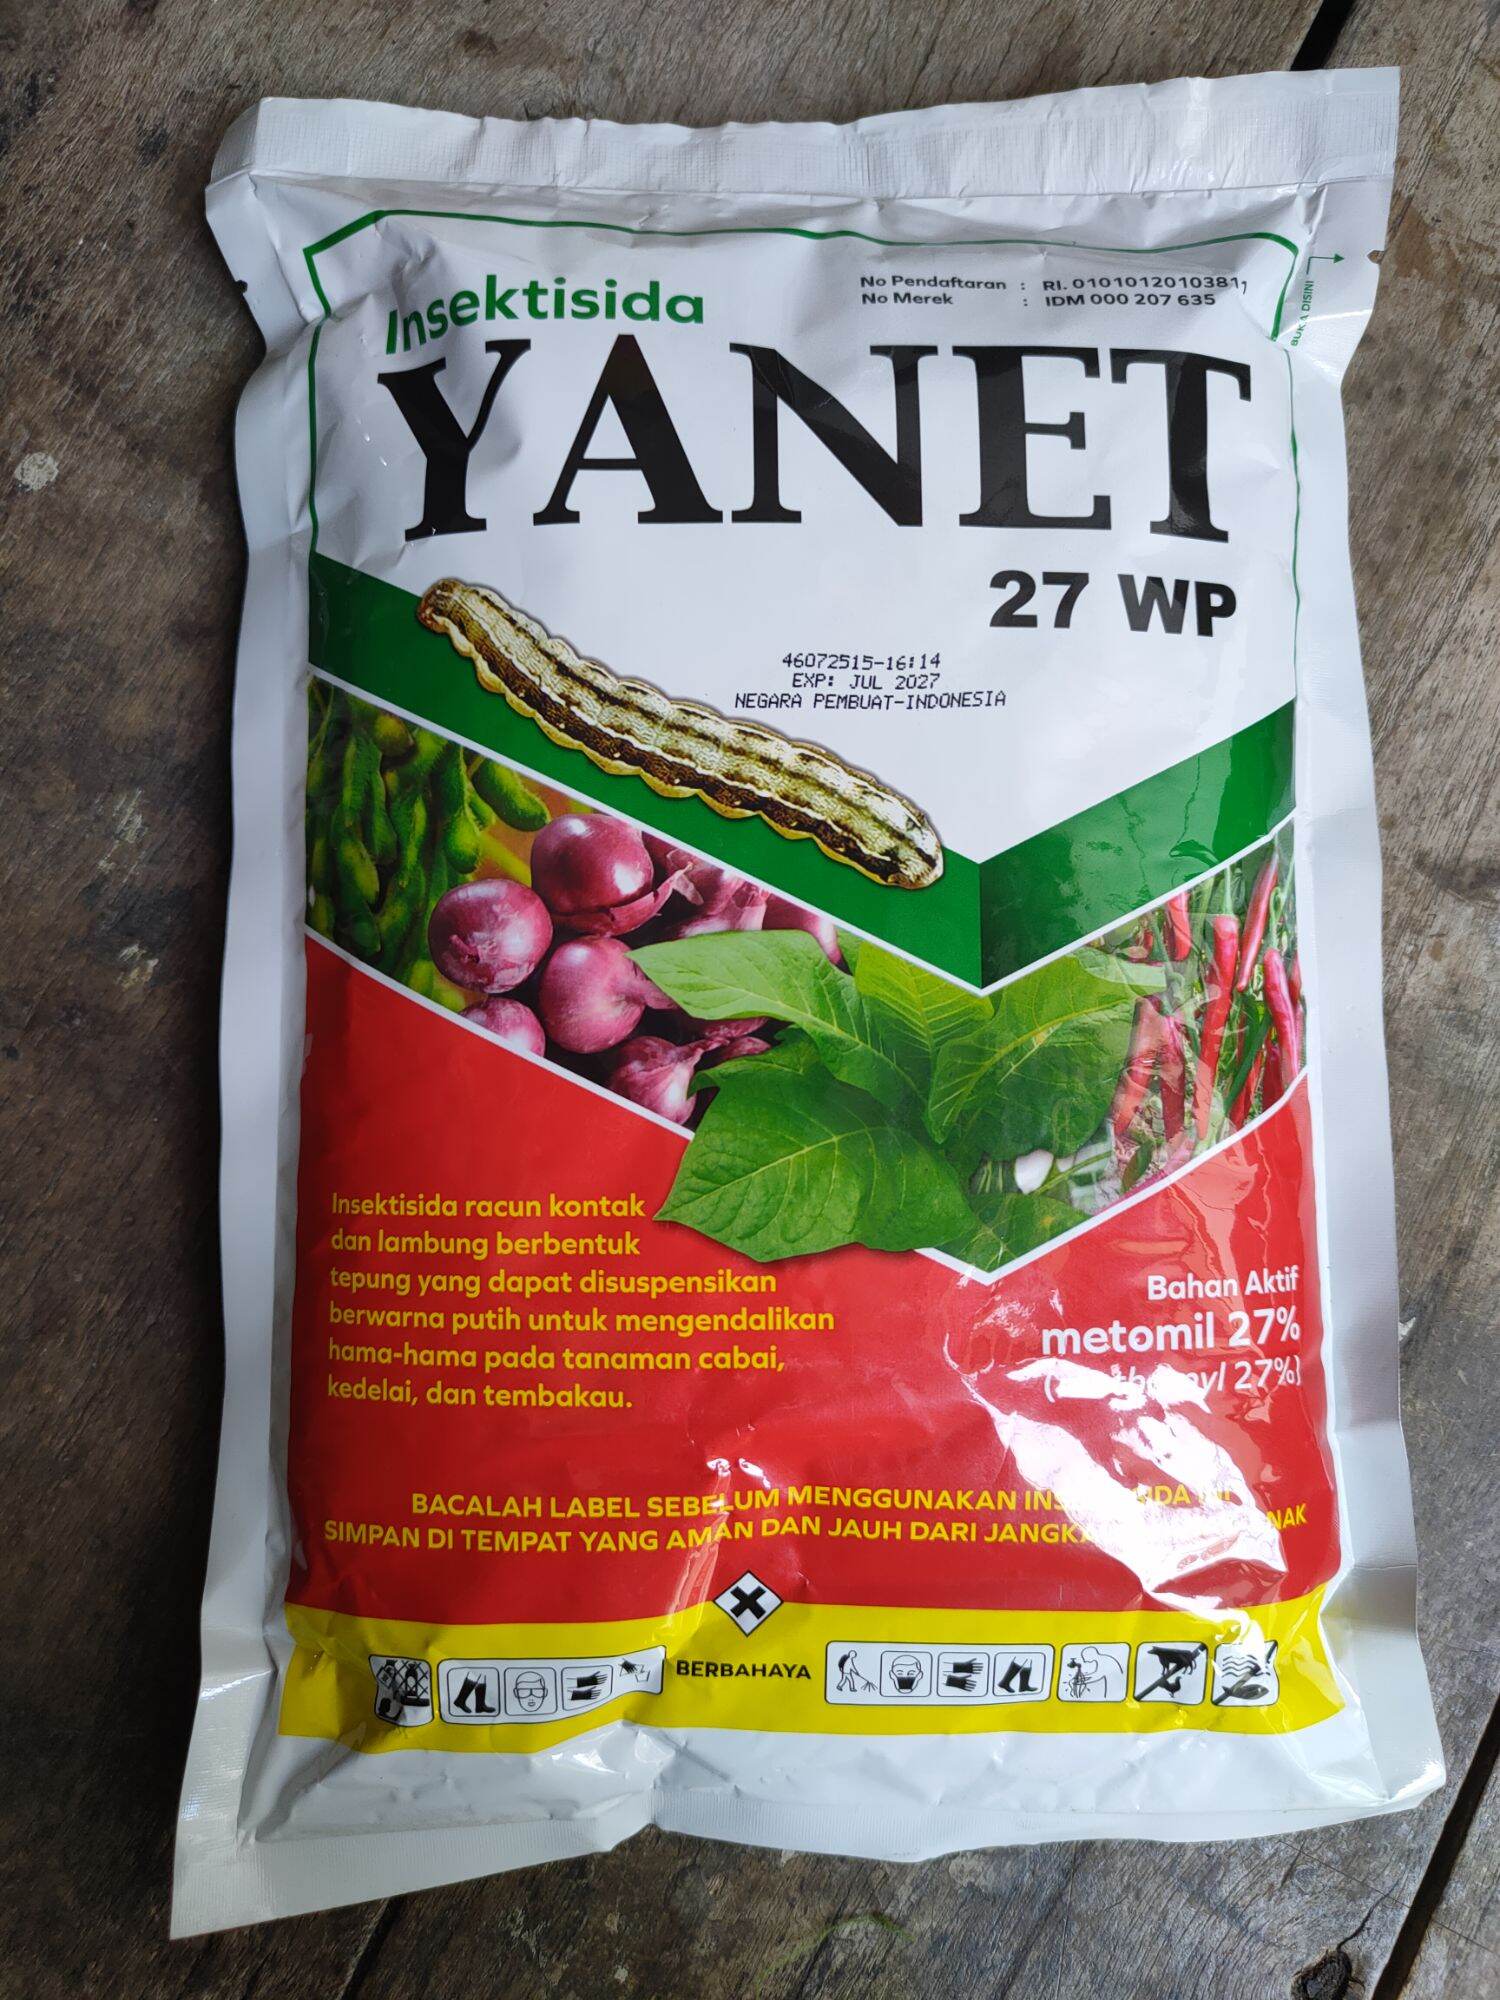 Insektisida
No Pendaftaran : RI. 01010120103811
No Merek : IDM 000 207 635
BUKA DISINI
YANET
27 WP
46072515-16:14
EXP: JUL 2027
NEGARA PEMBUAT-INDONESIA
Insektisida racun kontak
dan lambung berbentuk
tepung yang dapat disuspensikan
berwarna putih untuk mengendalikan
hama-hama pada tanaman cabai,
kedelai, dan tembakau.
Bahan Aktif
metomil 27%
27%)
BACALAH LABEL SEBELUM MENGGUNAKAN
SIMPAN DI TEMPAT YANG AMAN DAN JAUH DARI
BERBAHAYA